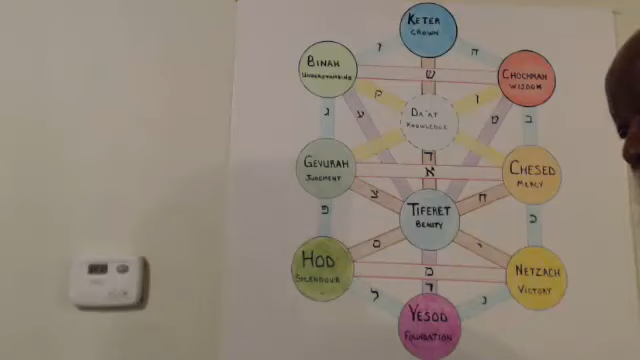 KETER
CROWN
ו
ה
BINAH
UNDERSTANDING
ש
CHOCHMAH
WISDOM
ק
ו
DA'AT
KNOWLEDGE
ג
ע
ט
ב
ר
GEVURAH
JUDGEMENT
א
CHESED
MERCY
צ
ח
פ
TIFERET
BEAUTY
כ
ס
י
HOD
SPLENDOUR
מ
NETZACH
VICTORY
ל
נ
YESOD
FOUNDATION